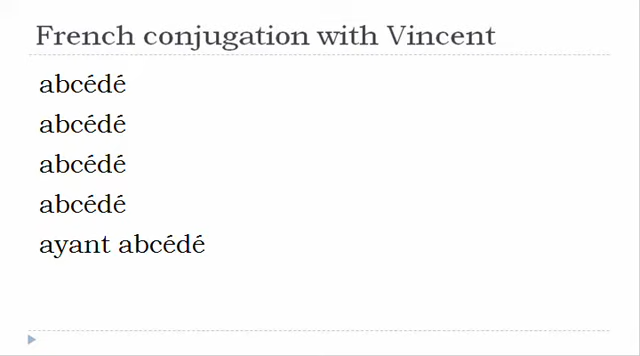 French conjugation with Vincent
abcédé
abcédé
abcédé
abcédé
ayant abcédé